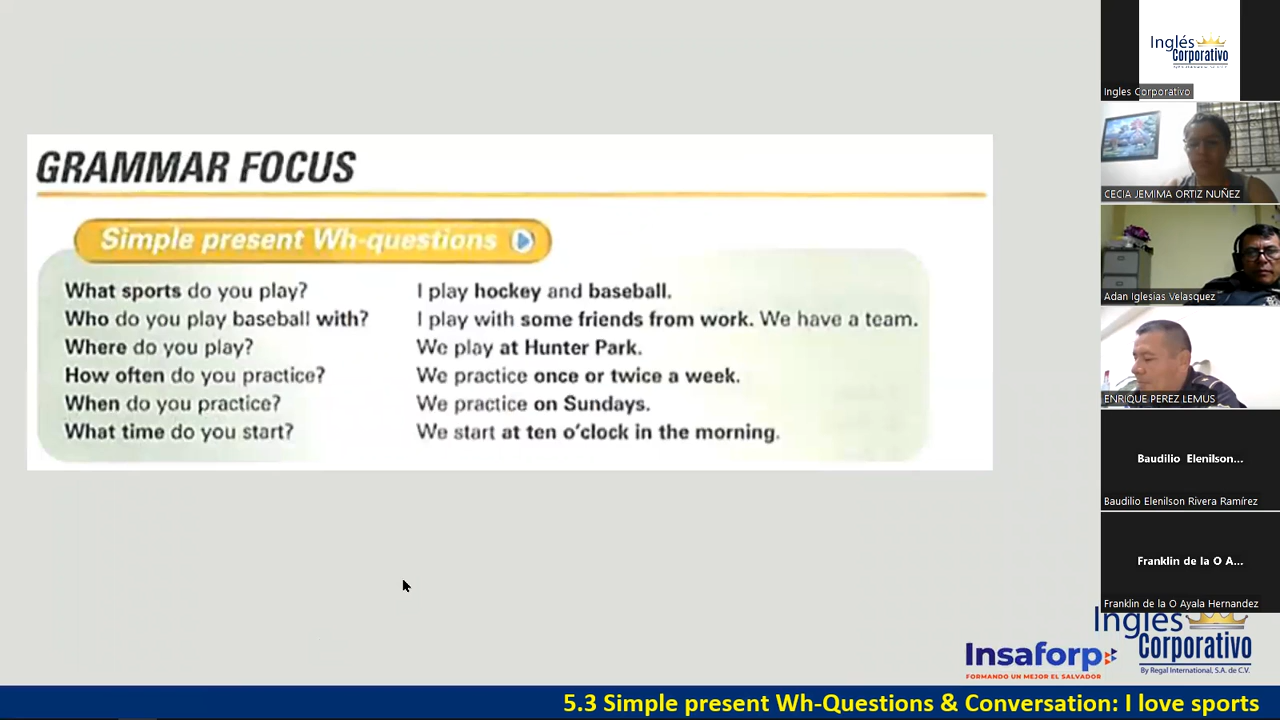 GRAMMAR FOCUS
Simple present Wh-questions
What sports do you play? I play hockey and baseball.
Who do you play baseball with? I play with some friends from work. We have a team.
Where do you play? We play at Hunter Park.
How often do you practice? We practice once or twice a week.
When do you practice? We practice on Sundays.
What time do you start? We start at ten o'clock in the morning.
Inglés
Corporativo
Ingles Corporativo
CECIA JEMIMA ORTIZ NUÑEZ
Adan Iglesias Velasquez
ENRIQUE PEREZ LEMUS
Baudilio Elenilson...
Baudilio Elenilson Rivera Ramírez
Franklin de la O A...
Franklin de la O Ayala Hernandez
Insaforp
FORMANDO UN MEJOR EL SALVADOR
Inglés
Corporativo
By Regal International, S.A. de C.V.
5.3 Simple present Wh-Questions & Conversation: I love sports